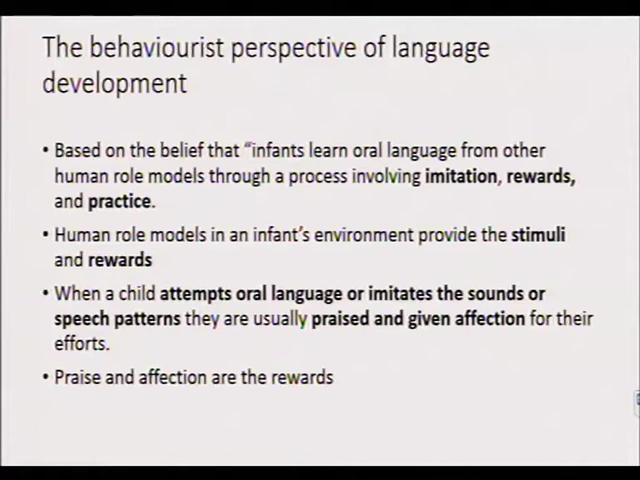 The behaviourist perspective of language
development
• Based on the belief that “infants learn oral language from other
human role models through a process involving imitation, rewards,
and practice.
• Human role models in an infant’s environment provide the stimuli
and rewards
• When a child attempts oral language or imitates the sounds or
speech patterns they are usually praised and given affection for their
efforts.
• Praise and affection are the rewards